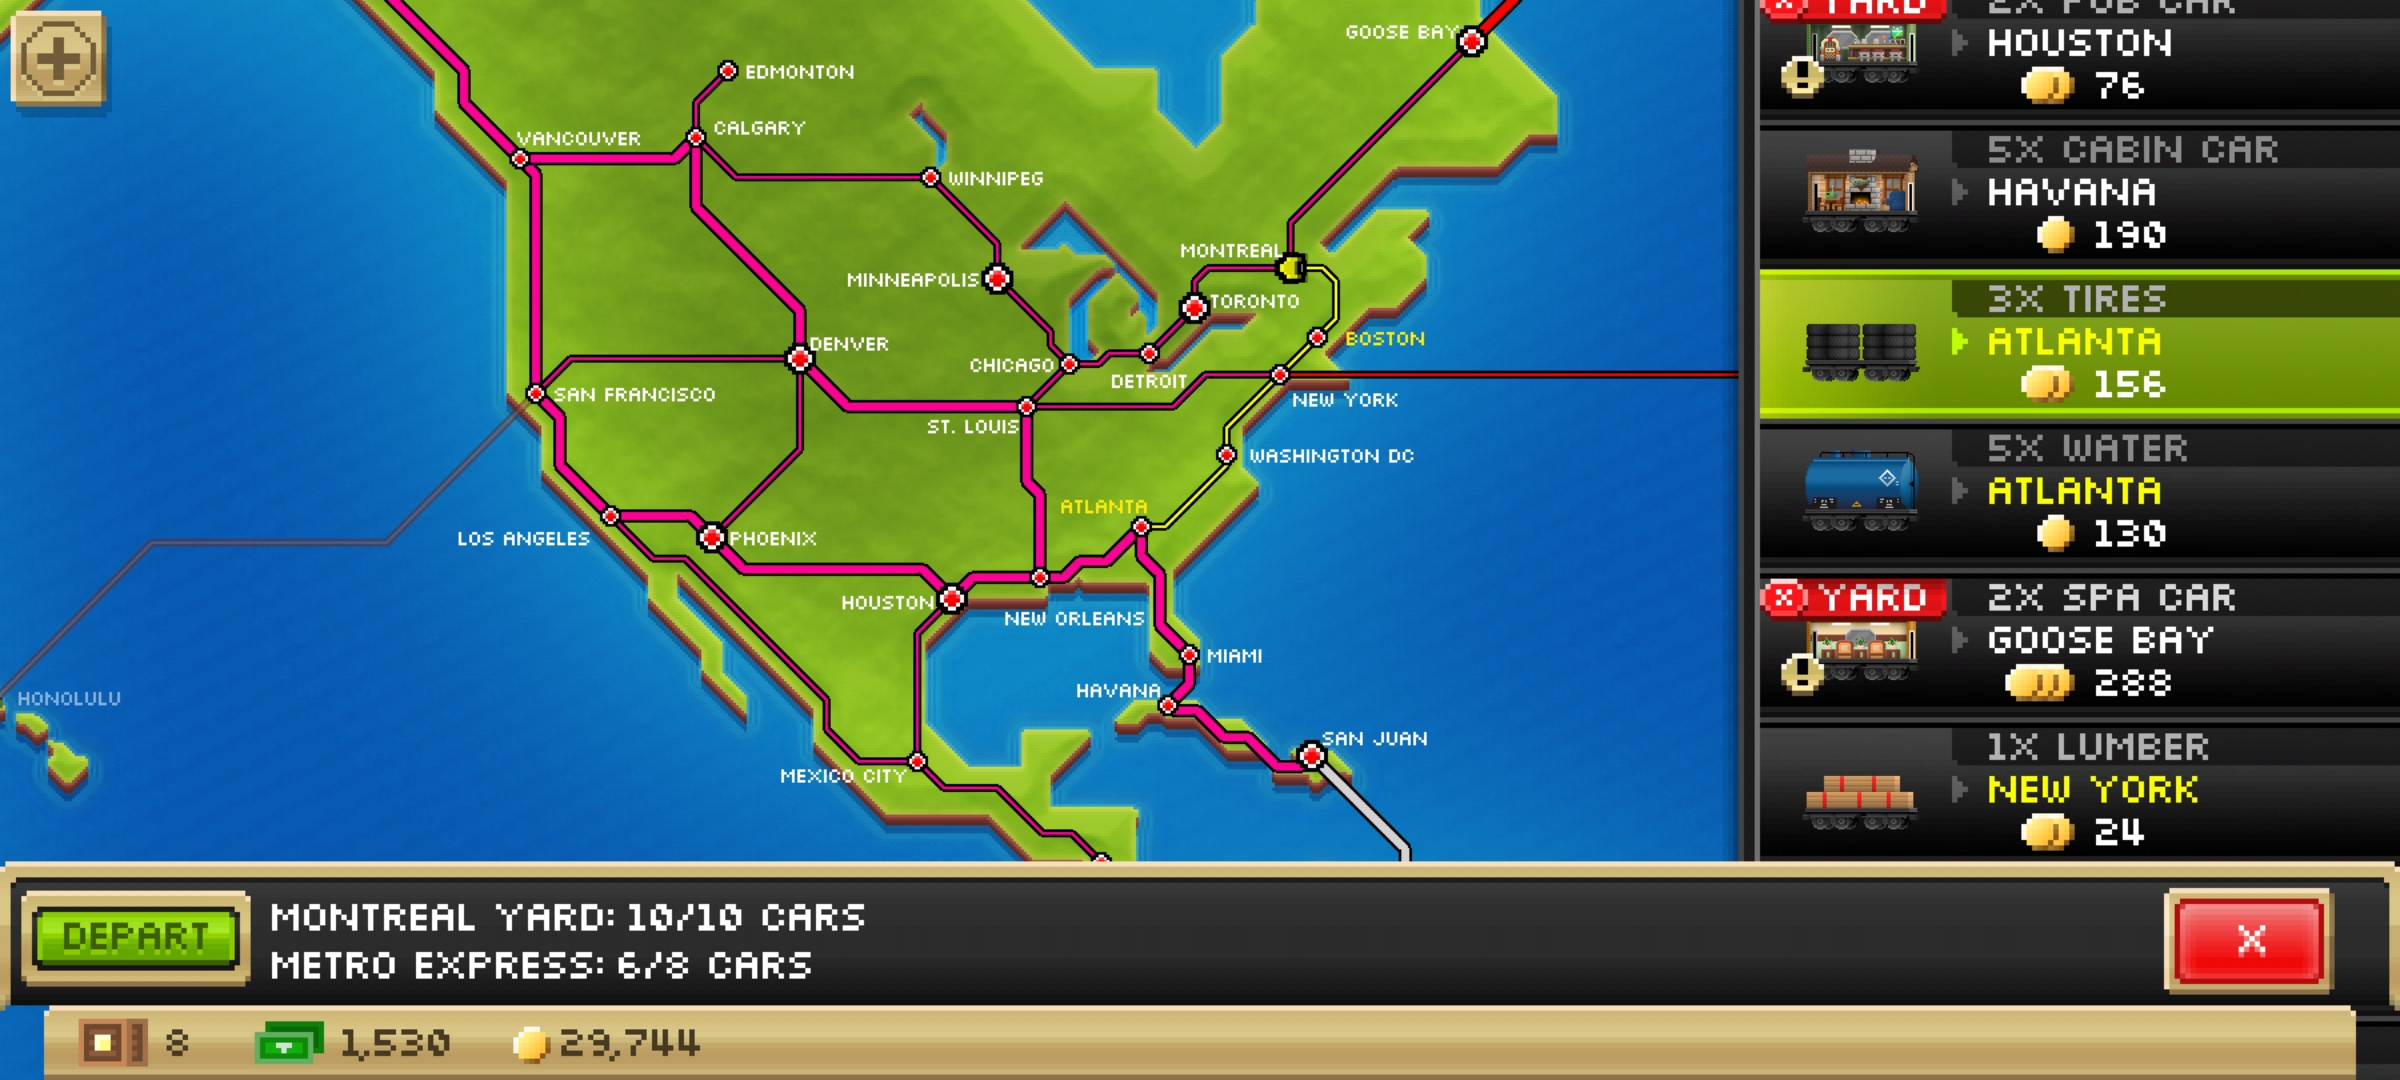 GOOSE BAY
EDMONTON
CALGARY
VANCOUVER
WINNIPEG
MONTREAL
MINNEAPOLIS
TORONTO
DENVER
BOSTON
CHICAGO
DETROIT
SAN FRANCISCO
NEW YORK
ST. LOUIS
WASHINGTON DC
ATLANTA
LOS ANGELES
PHOENIX
HOUSTON
NEW ORLEANS
MIAMI
HONOLULU
HAVANA
SAN JUAN
MEXICO CITY
X YARD
2X PUB CAR
HOUSTON
76
5X CABIN CAR
HAVANA
190
3X TIRES
ATLANTA
156
5X WATER
ATLANTA
130
X YARD
2X SPA CAR
GOOSE BAY
288
1X LUMBER
NEW YORK
24
DEPART
MONTREAL YARD: 10/10 CARS
METRO EXPRESS: 6/8 CARS
X
8
1,530
29,744